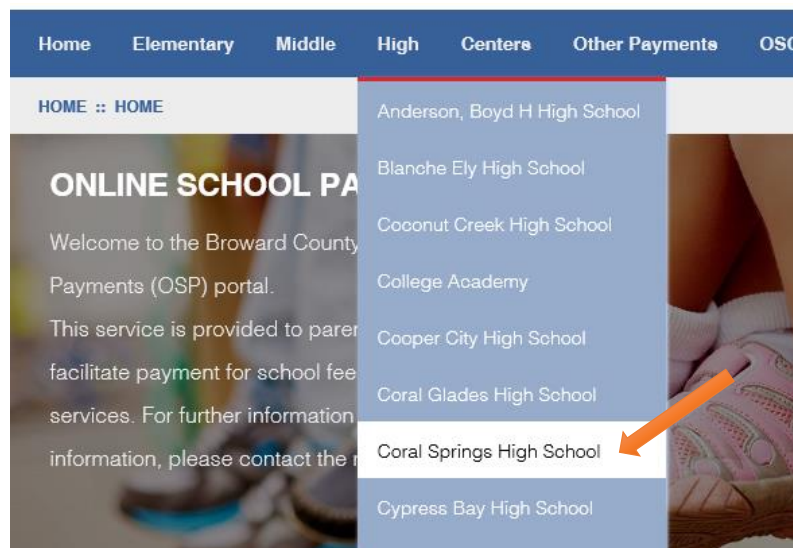 Home Elementary Middle High Centers Other Payments
HOME :: HOME
ONLINE SCHOOL
Welcome to the Broward County
Payments (OSP) portal.
This service is provided to
facilitate payment for school
services. For further information
information, please contact the
Anderson, Boyd H High School
Blanche Ely High School
Coconut Creek High School
College Academy
Cooper City High School
Coral Glades High School
Coral Springs High School
Cypress Bay High School